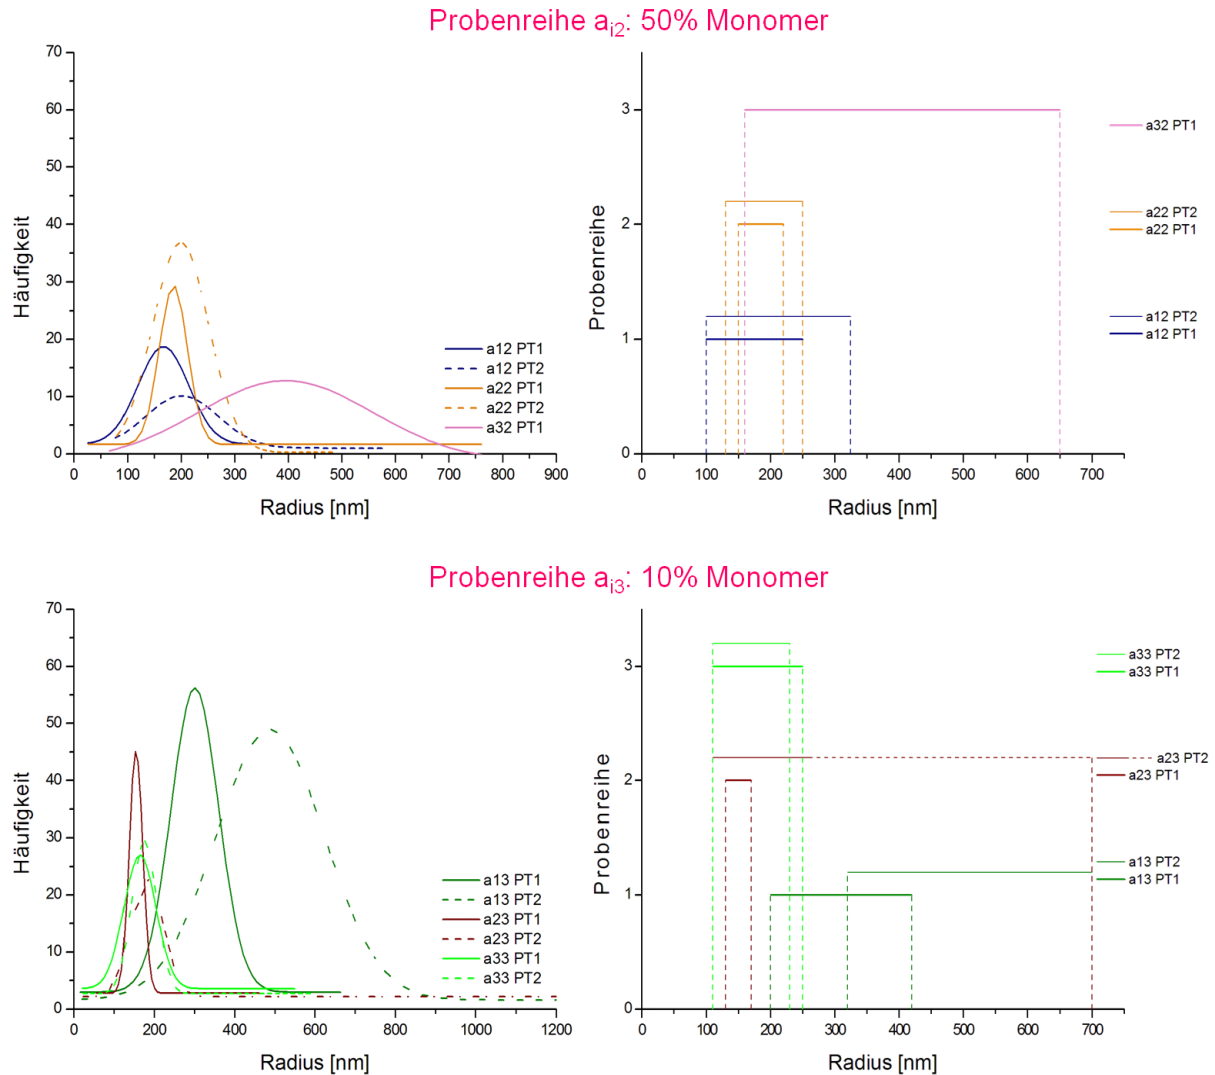 Probenreihe ai2: 50% Monomer
70
60
50
40
30
20
10
0
Häufigkeit
0 100 200 300 400 500 600 700 800 900
Radius [nm]
a12 PT1
a12 PT2
a22 PT1
a22 PT2
a32 PT1
3
2
1
0
Probenreihe
0 100 200 300 400 500 600 700
Radius [nm]
a32 PT1
a22 PT2
a22 PT1
a12 PT2
a12 PT1
Probenreihe ai3: 10% Monomer
70
60
50
40
30
20
10
0
Häufigkeit
0 200 400 600 800 1000 1200
Radius [nm]
a13 PT1
a13 PT2
a23 PT1
a23 PT2
a33 PT1
a33 PT2
3
2
1
0
Probenreihe
0 100 200 300 400 500 600 700
Radius [nm]
a33 PT2
a33 PT1
a23 PT2
a23 PT1
a13 PT2
a13 PT1